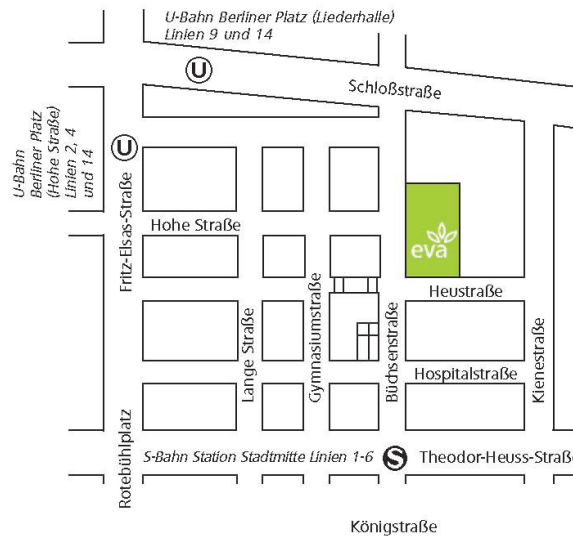 U-Bahn Berliner Platz (Liederhalle)
Linien 9 und 14
U
Schloßstraße
U-Bahn
Berliner Platz
(Hohe Straße)
Linien 2, 4
und 14
U
Fritz-Elsas-Straße
Hohe Straße
eva
Heustraße
Lange Straße
Gymnasiumstraße
Büchsenstraße
Kienestraße
Hospitalstraße
Rotebühlplatz
S-Bahn Station Stadtmitte Linien 1-6
S
Theodor-Heuss-Straße
Königstraße